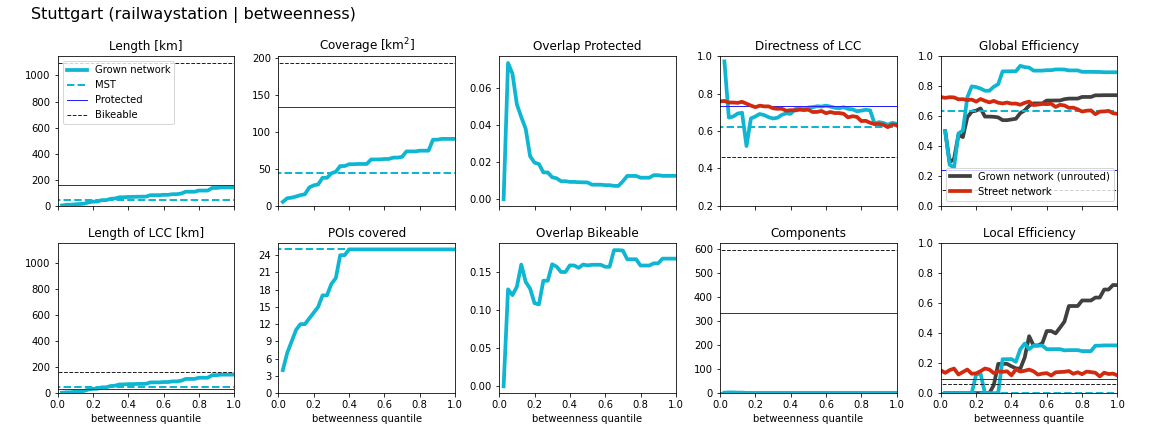 Stuttgart (railwaystation | betweenness)
Length [km]
Coverage [km²]
Overlap Protected
Directness of LCC
Global Efficiency
1000
800
600
400
200
0
Grown network
MST
Protected
Bikeable
200
150
100
50
0
0.06
0.04
0.02
0.00
1.0
0.8
0.6
0.4
0.2
1.0
0.8
0.6
0.4
0.2
0.0
Grown network (unrouted)
Street network
Length of LCC [km]
POIs covered
Overlap Bikeable
Components
Local Efficiency
1000
800
600
400
200
0
24
21
18
15
12
9
6
3
0
0.15
0.10
0.05
0.00
600
500
400
300
200
100
0
1.0
0.8
0.6
0.4
0.2
0.0
0.0 0.2 0.4 0.6 0.8 1.0
0.0 0.2 0.4 0.6 0.8 1.0
0.0 0.2 0.4 0.6 0.8 1.0
0.0 0.2 0.4 0.6 0.8 1.0
0.0 0.2 0.4 0.6 0.8 1.0
betweenness quantile
betweenness quantile
betweenness quantile
betweenness quantile
betweenness quantile